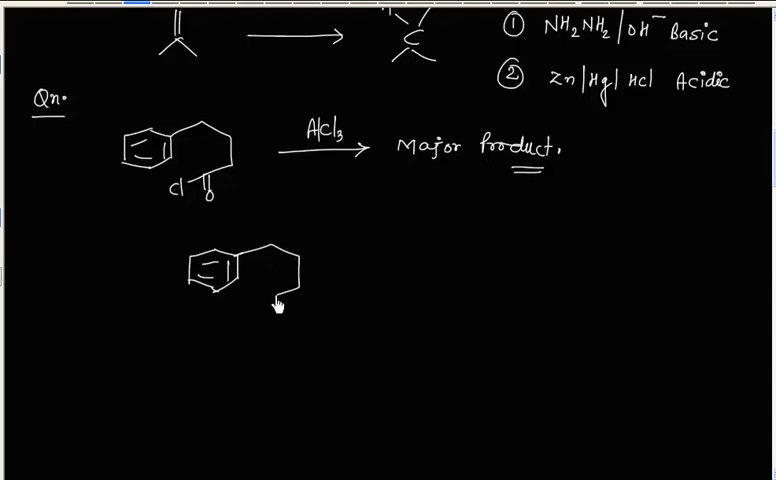 ① NH₂NH₂/OH⁻ Basic
② Zn/Hg/HCl Acidic
Qn.
AlCl₃
Major Product.
Cl
O
C